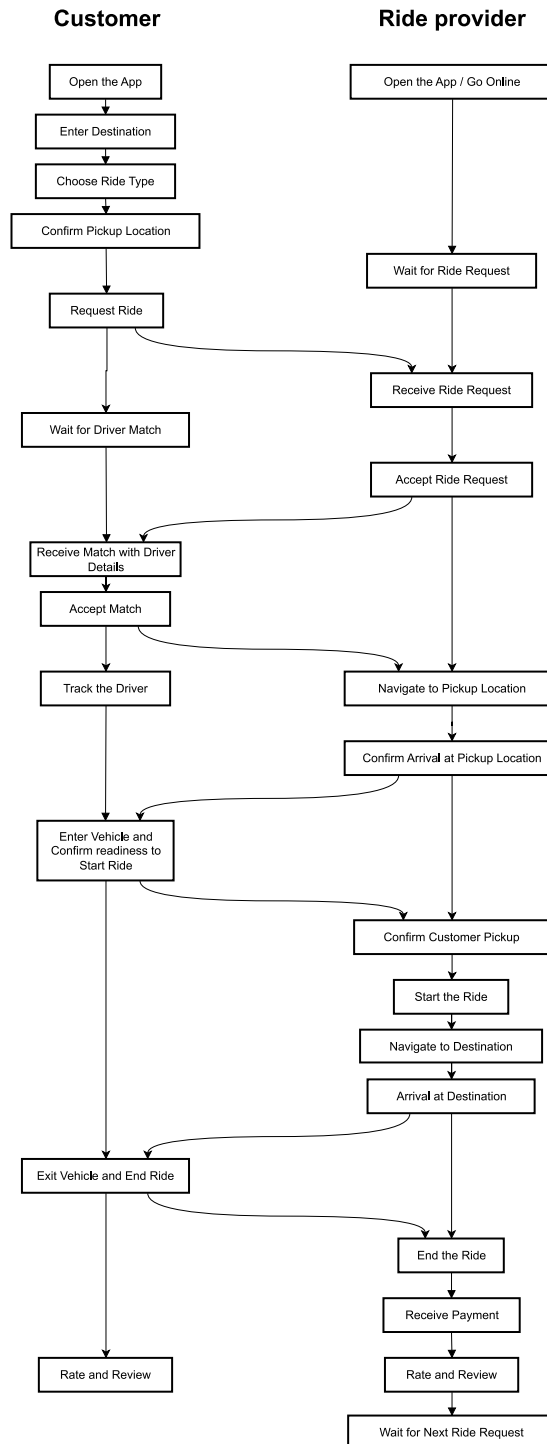 Customer
Ride provider
Open the App
Open the App / Go Online
Enter Destination
Choose Ride Type
Confirm Pickup Location
Wait for Ride Request
Request Ride
Receive Ride Request
Wait for Driver Match
Accept Ride Request
Receive Match with Driver
Details
Accept Match
Track the Driver
Navigate to Pickup Location
Confirm Arrival at Pickup Location
Enter Vehicle and
Confirm readiness to
Start Ride
Confirm Customer Pickup
Start the Ride
Navigate to Destination
Arrival at Destination
Exit Vehicle and End Ride
End the Ride
Receive Payment
Rate and Review
Rate and Review
Wait for Next Ride Request